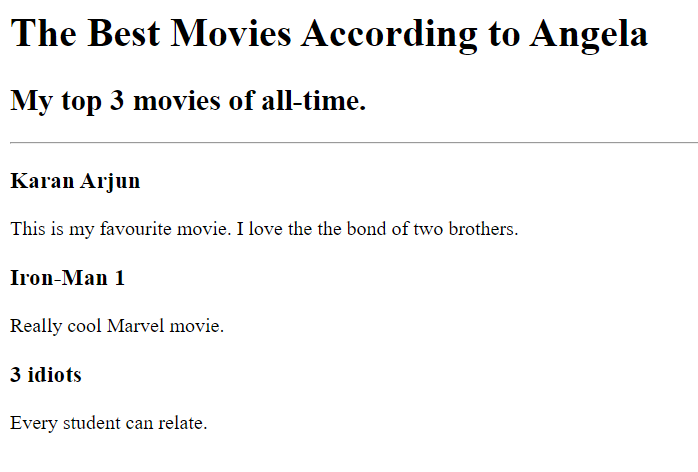 The Best Movies According to Angela
My top 3 movies of all-time.
Karan Arjun
This is my favourite movie. I love the the bond of two brothers.
Iron-Man 1
Really cool Marvel movie.
3 idiots
Every student can relate.